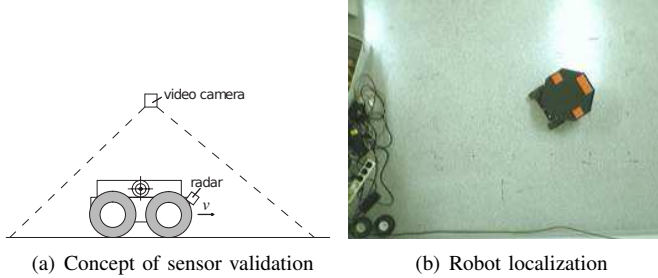 video camera
radar
v
(a) Concept of sensor validation
(b) Robot localization